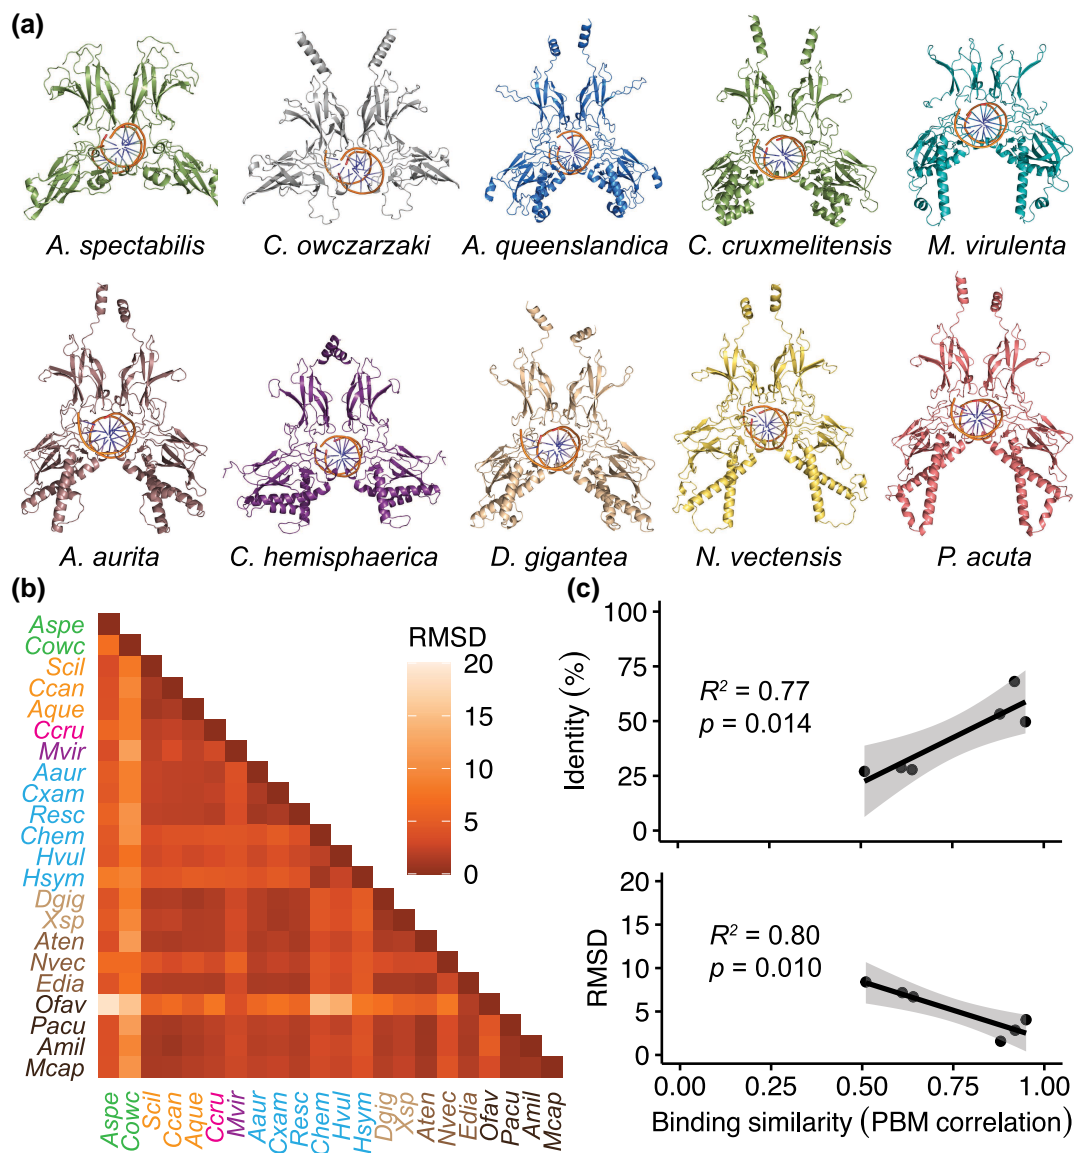 (a)
A. spectabilis
C. owczarzaki
A. queenslandica
C. cruxmelitensis
M. virulenta
A. aurita
C. hemisphaerica
D. gigantea
N. vectensis
P. acuta
(b)
Aspe
Cowc
Scil
Ccan
Aque
Ccru
Mvir
Aaur
Cxam
Resc
Chem
Hvul
Hsym
Dgig
Xsp
Aten
Nvec
Edia
Ofav
Pacu
Amil
Mcap
RMSD
20
15
10
5
0
Aspe
Cowc
Scil
Ccan
Aque
Ccru
Mvir
Aaur
Cxam
Resc
Chem
Hvul
Hsym
Dgig
Xsp
Aten
Nvec
Edia
Ofav
Pacu
Amil
Mcap
(c)
Identity (%)
100
75
50
25
0
R² = 0.77
p = 0.014
RMSD
20
15
10
5
0
R² = 0.80
p = 0.010
0.00 0.25 0.50 0.75 1.00
Binding similarity (PBM correlation)